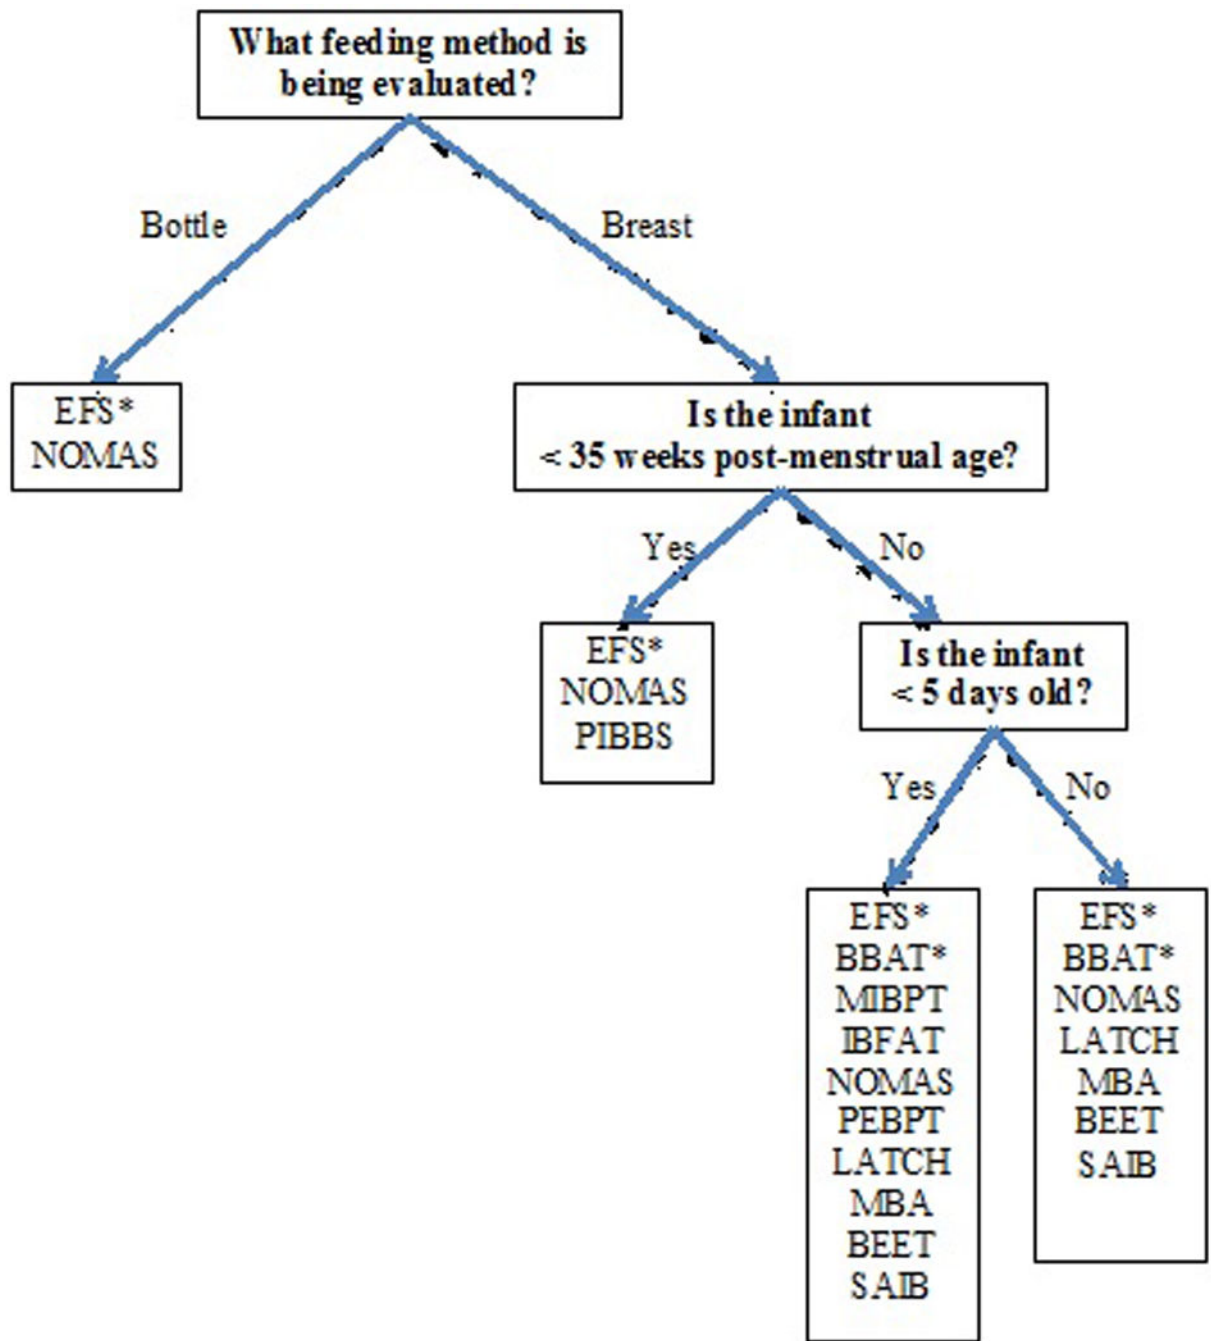 What feeding method is
being evaluated?
Bottle
Breast
EFS*
NOMAS
Is the infant
< 35 weeks post-menstrual age?
Yes
No
EFS*
NOMAS
PIBBS
Is the infant
< 5 days old?
Yes
No
EFS*
BBAT*
MIBPT
IBFAT
NOMAS
PEBPT
LATCH
MBA
BEET
SAIB
EFS*
BBAT*
NOMAS
LATCH
MBA
BEET
SAIB